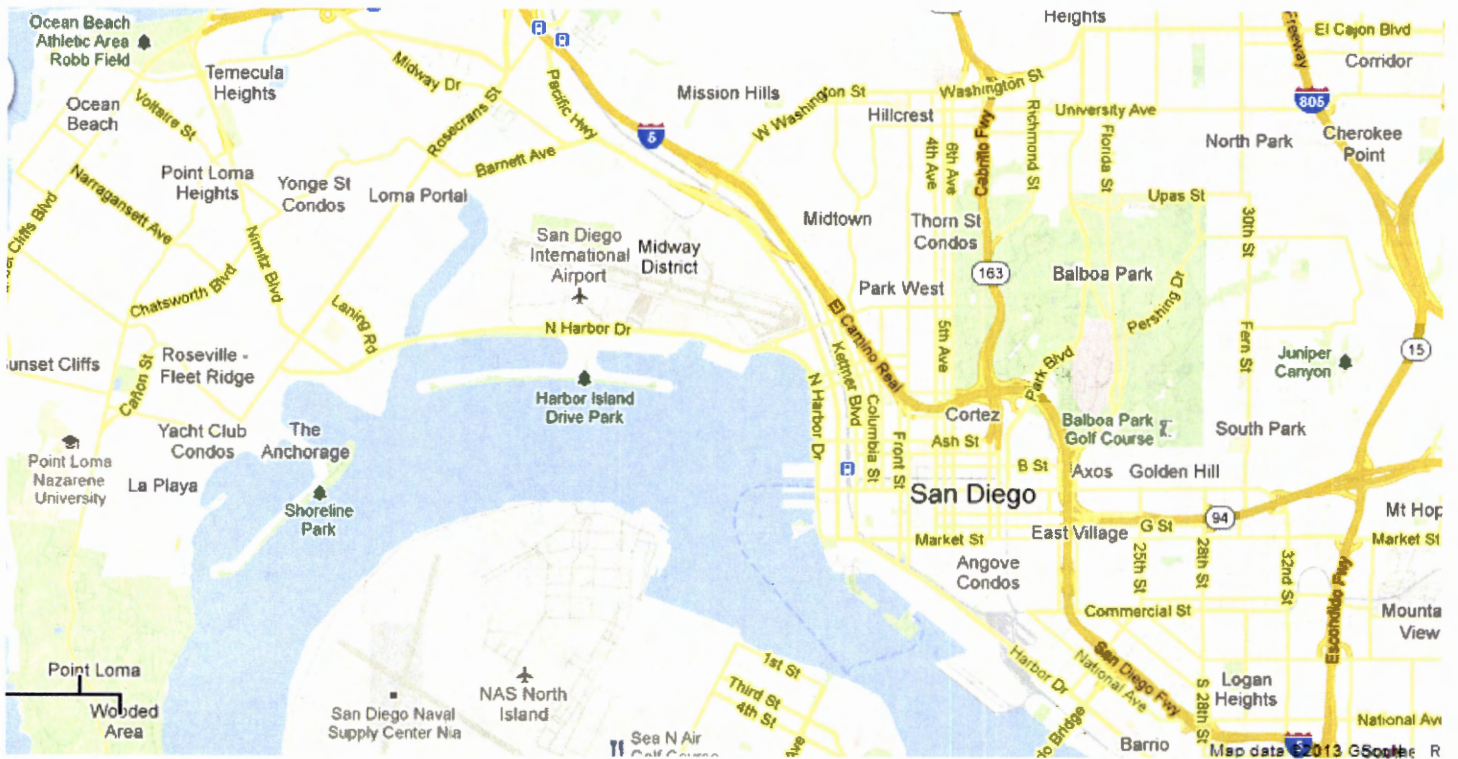 Ocean Beach
Athletic Area
Robb Field
Temecula
Heights
Midway Dr
Pacific Hwy
Mission Hills
W Washington St
Washington St
Heights
Freeway
El Cajon Blvd
Corridor
805
Ocean
Beach
Voltaire St
Rosecrans St
5
Hillcrest
University Ave
Richmond St
Florida St
North Park
Cherokee
Point
Barnett Ave
4th Ave
6th Ave
Cabrillo Fwy
Narragansett Ave
Point Loma
Heights
Yonge St
Condos
Loma Portal
Upas St
30th St
Cliffs Blvd
Nimitz Blvd
San Diego
International
Airport
Midway
District
Midtown
Thorn St
Condos
163
Balboa Park
Chatsworth Blvd
Laning Rd
Park West
Pershing Dr
N Harbor Dr
El Camino Real
5th Ave
Fern St
15
Sunset Cliffs
Cañon St
Roseville -
Fleet Ridge
Kettner Blvd
Park Blvd
Juniper
Canyon
Harbor Island
Drive Park
N Harbor Dr
Columbia St
Cortez
Balboa Park
Golf Course
South Park
Yacht Club
Condos
The
Anchorage
Front St
Ash St
B St
Axos
Golden Hill
Point Loma
Nazarene
University
La Playa
Shoreline
Park
San Diego
Market St
East Village
G St
94
Mt Hop
Market St
Angove
Condos
25th St
28th St
32nd St
Escondido Fwy
Commercial St
Mounta
View
Point Loma
Wooded
Area
San Diego Naval
Supply Center Nia
NAS North
Island
1st St
Third St
4th St
Ave
Sea N Air
Golf Course
Harbor Dr
National Ave
San Diego Fwy
S 28th St
Logan
Heights
National Ave
do Bridge
Barrio
5
Map data ©2013 Google